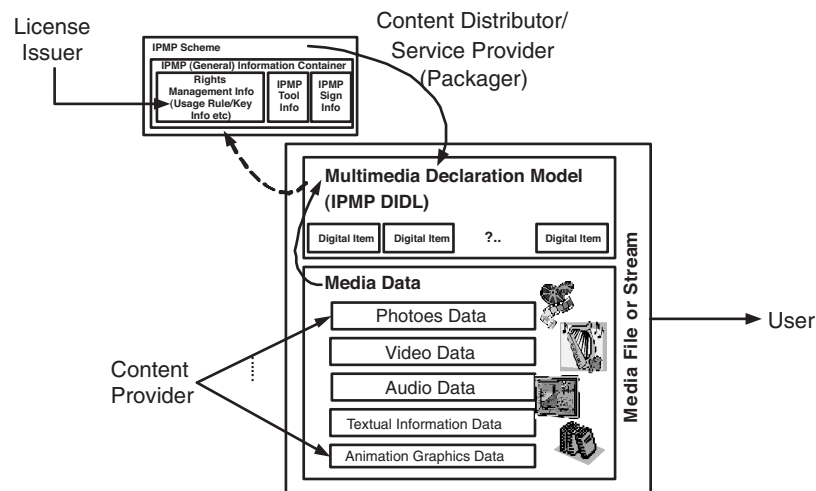 License
Issuer
Content Distributor/
Service Provider
(Packager)
IPMP Scheme
IPMP (General) Information Container
Rights
Management Info
(Usage Rule/Key
Info etc)
IPMP
Tool
Info
IPMP
Sign
Info
Multimedia Declaration Model
(IPMP DIDL)
Digital Item
Digital Item
?..
Digital Item
Media Data
Photoes Data
Video Data
Audio Data
Textual Information Data
Animation Graphics Data
Content
Provider
Media File or Stream
User